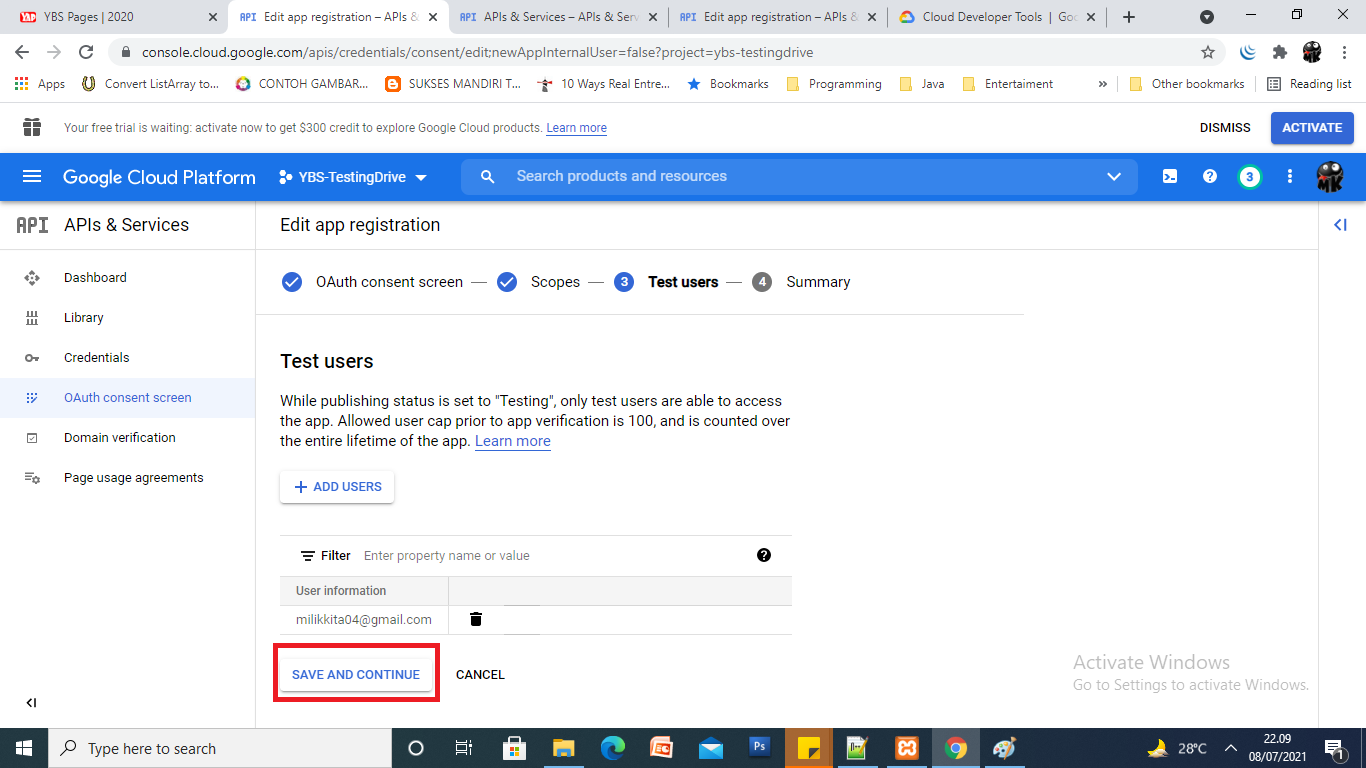 YBS Pages | 2020
Edit app registration – APIs &
APIs & Services – APIs & Serv
Edit app registration – APIs &
Cloud Developer Tools | Goo
console.cloud.google.com/apis/credentials/consent/edit;newAppInternalUser=false?project=ybs-testingdrive
Apps
Convert ListArray to...
CONTOH GAMBAR...
SUKSES MANDIRI T...
10 Ways Real Entre...
Bookmarks
Programming
Java
Entertaiment
»
Other bookmarks
Reading list
Your free trial is waiting: activate now to get $300 credit to explore Google Cloud products. Learn more
DISMISS
ACTIVATE
Google Cloud Platform
YBS-TestingDrive
Search products and resources
3
MK
API APIs & Services
Edit app registration
Dashboard
Library
Credentials
OAuth consent screen
Domain verification
Page usage agreements
OAuth consent screen — Scopes — 3 Test users — 4 Summary
Test users
While publishing status is set to "Testing", only test users are able to access
the app. Allowed user cap prior to app verification is 100, and is counted over
the entire lifetime of the app. Learn more
+ ADD USERS
Filter Enter property name or value
User information
milikkita04@gmail.com
SAVE AND CONTINUE
CANCEL
Activate Windows
Go to Settings to activate Windows.
Type here to search
Ps
28°C
22.09
08/07/2021
1